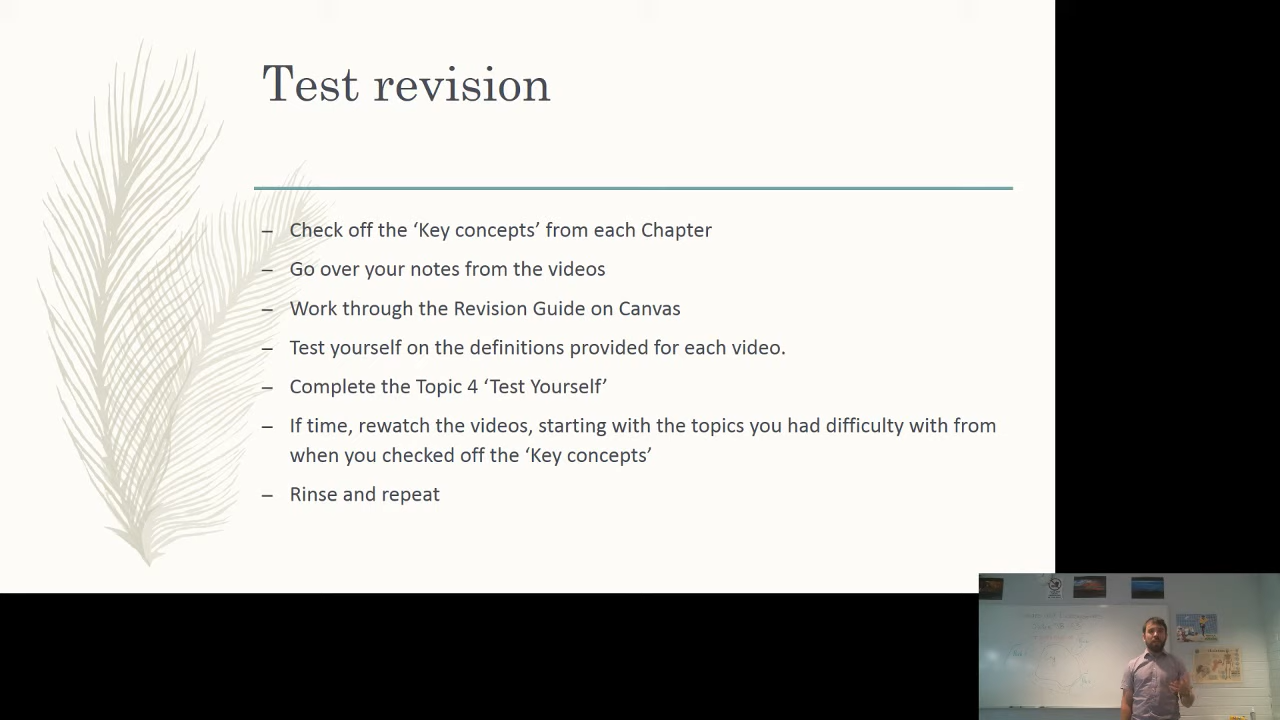 Test revision
– Check off the ‘Key concepts’ from each Chapter
– Go over your notes from the videos
– Work through the Revision Guide on Canvas
– Test yourself on the definitions provided for each video.
– Complete the Topic 4 ‘Test Yourself’
– If time, rewatch the videos, starting with the topics you had difficulty with from
when you checked off the ‘Key concepts’
– Rinse and repeat